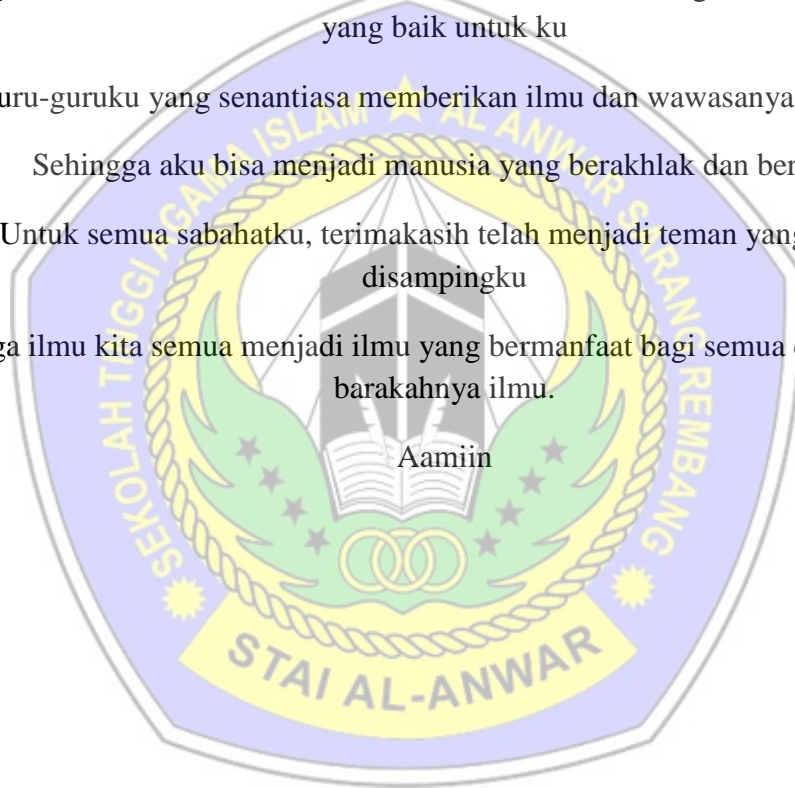 yang baik untuk ku
uru-guruku yang senantiasa memberikan ilmu dan wawasanya
Sehingga aku bisa menjadi manusia yang berakhlak dan ber
Untuk semua sabahatku, terimakasih telah menjadi teman yang
disampingku
ga ilmu kita semua menjadi ilmu yang bermanfaat bagi semua
barakahnya ilmu.
Aamiin
SEKOLAH TINGGI AGAMA ISLAM ★ AL ANWAR SARANG REMBANG
STAI AL-ANWAR